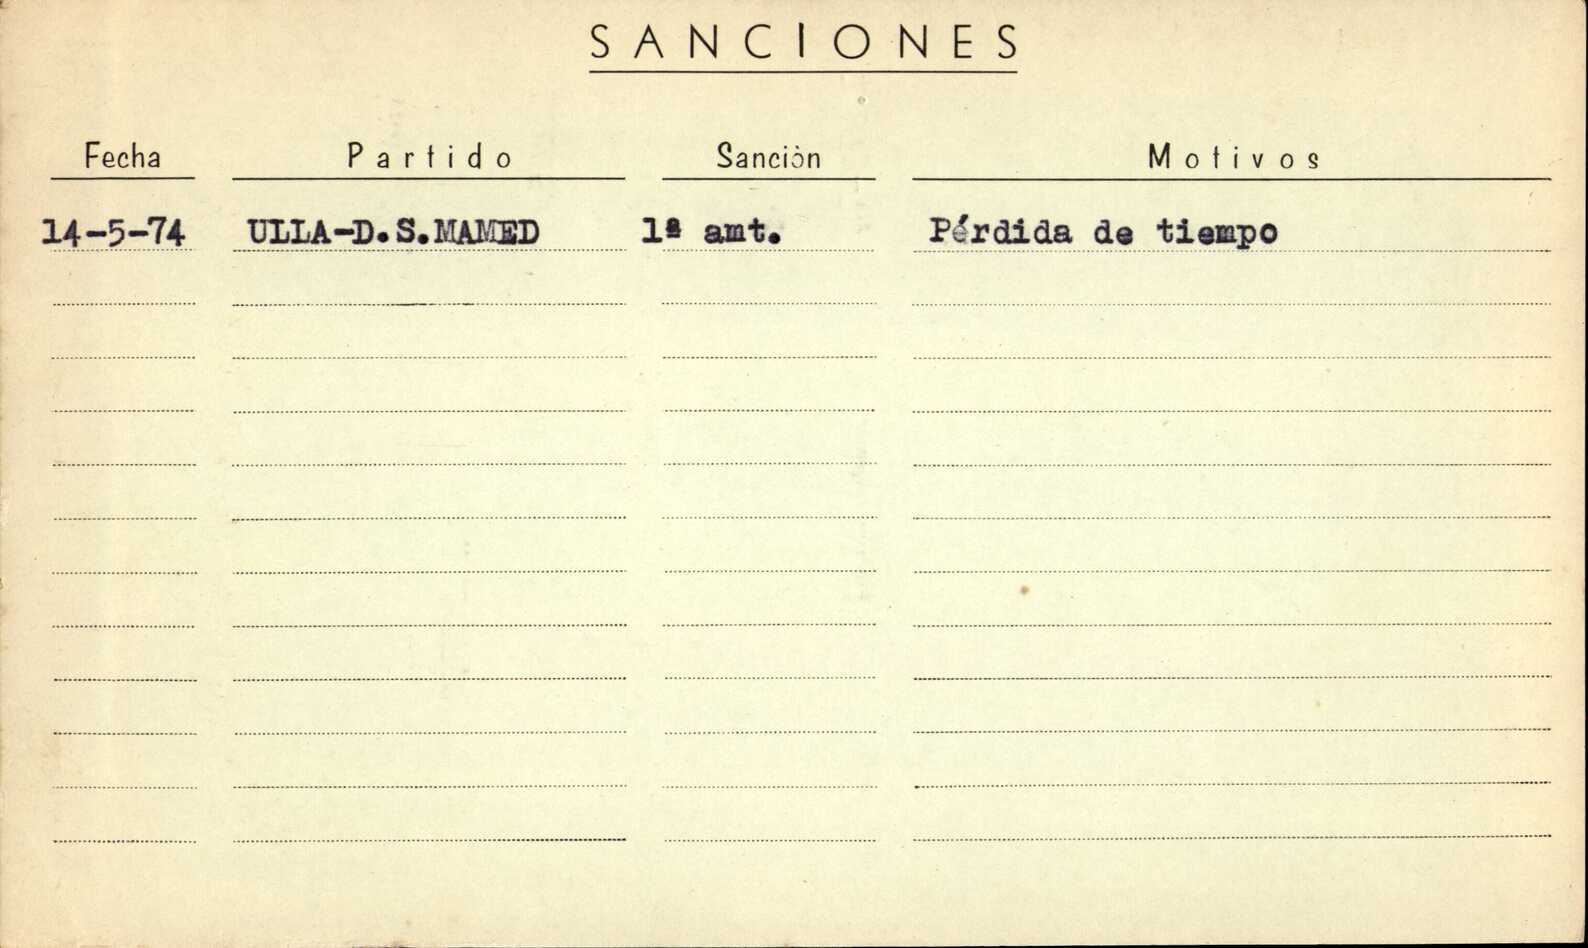 SANCIONES
Fecha Partido Sanción Motivos
14-5-74 ULLA-D.S.MAMED 1ª amt. Pérdida de tiempo